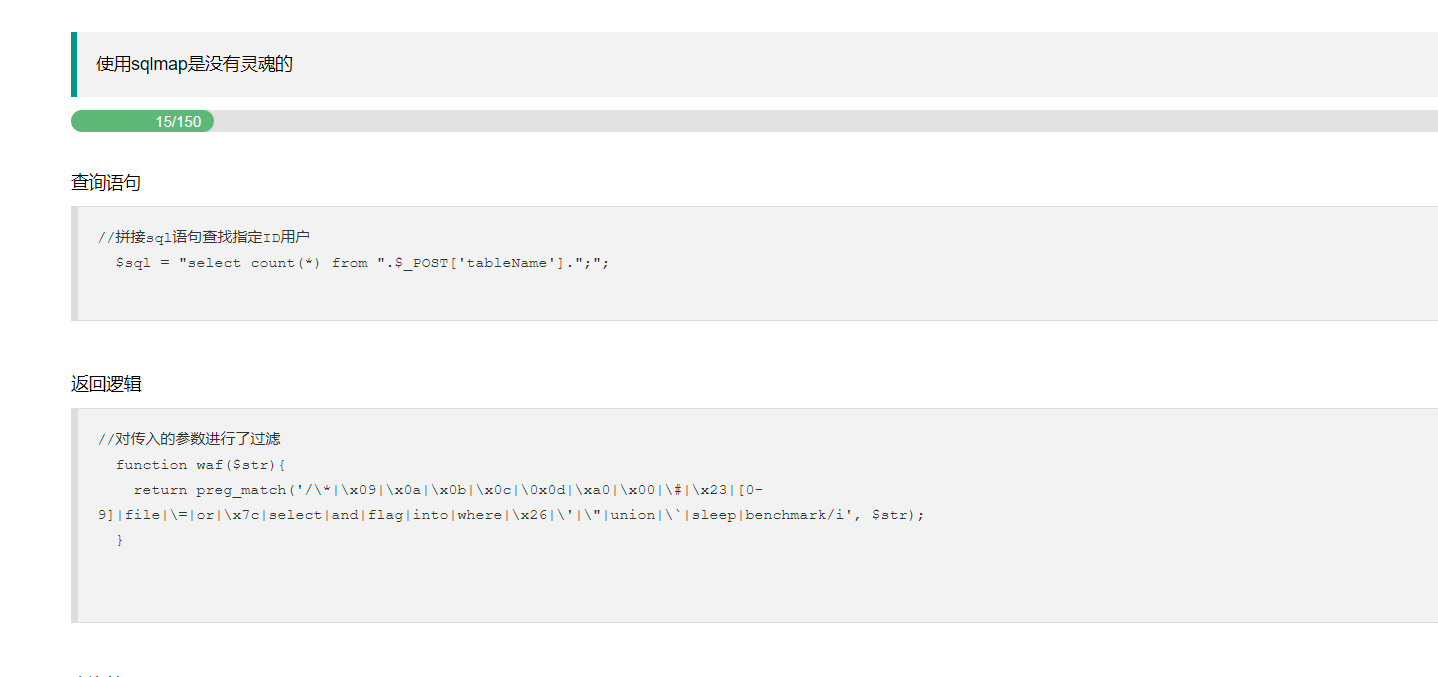 使用sqlmap是没有灵魂的
15/150
查询语句
//拼接sql语句查找指定ID用户
$sql = "select count(*) from ".$_POST['tableName'].";";
返回逻辑
//对传入的参数进行了过滤
function waf($str){
return preg_match('/\*|\x09|\x0a|\x0b|\x0c|\0x0d|\xa0|\x00|\#|\x23|[0-
9]|file|\=|or|\x7c|select|and|flag|into|where|\x26|\'|\"|union|\`|sleep|benchmark/i', $str);
}